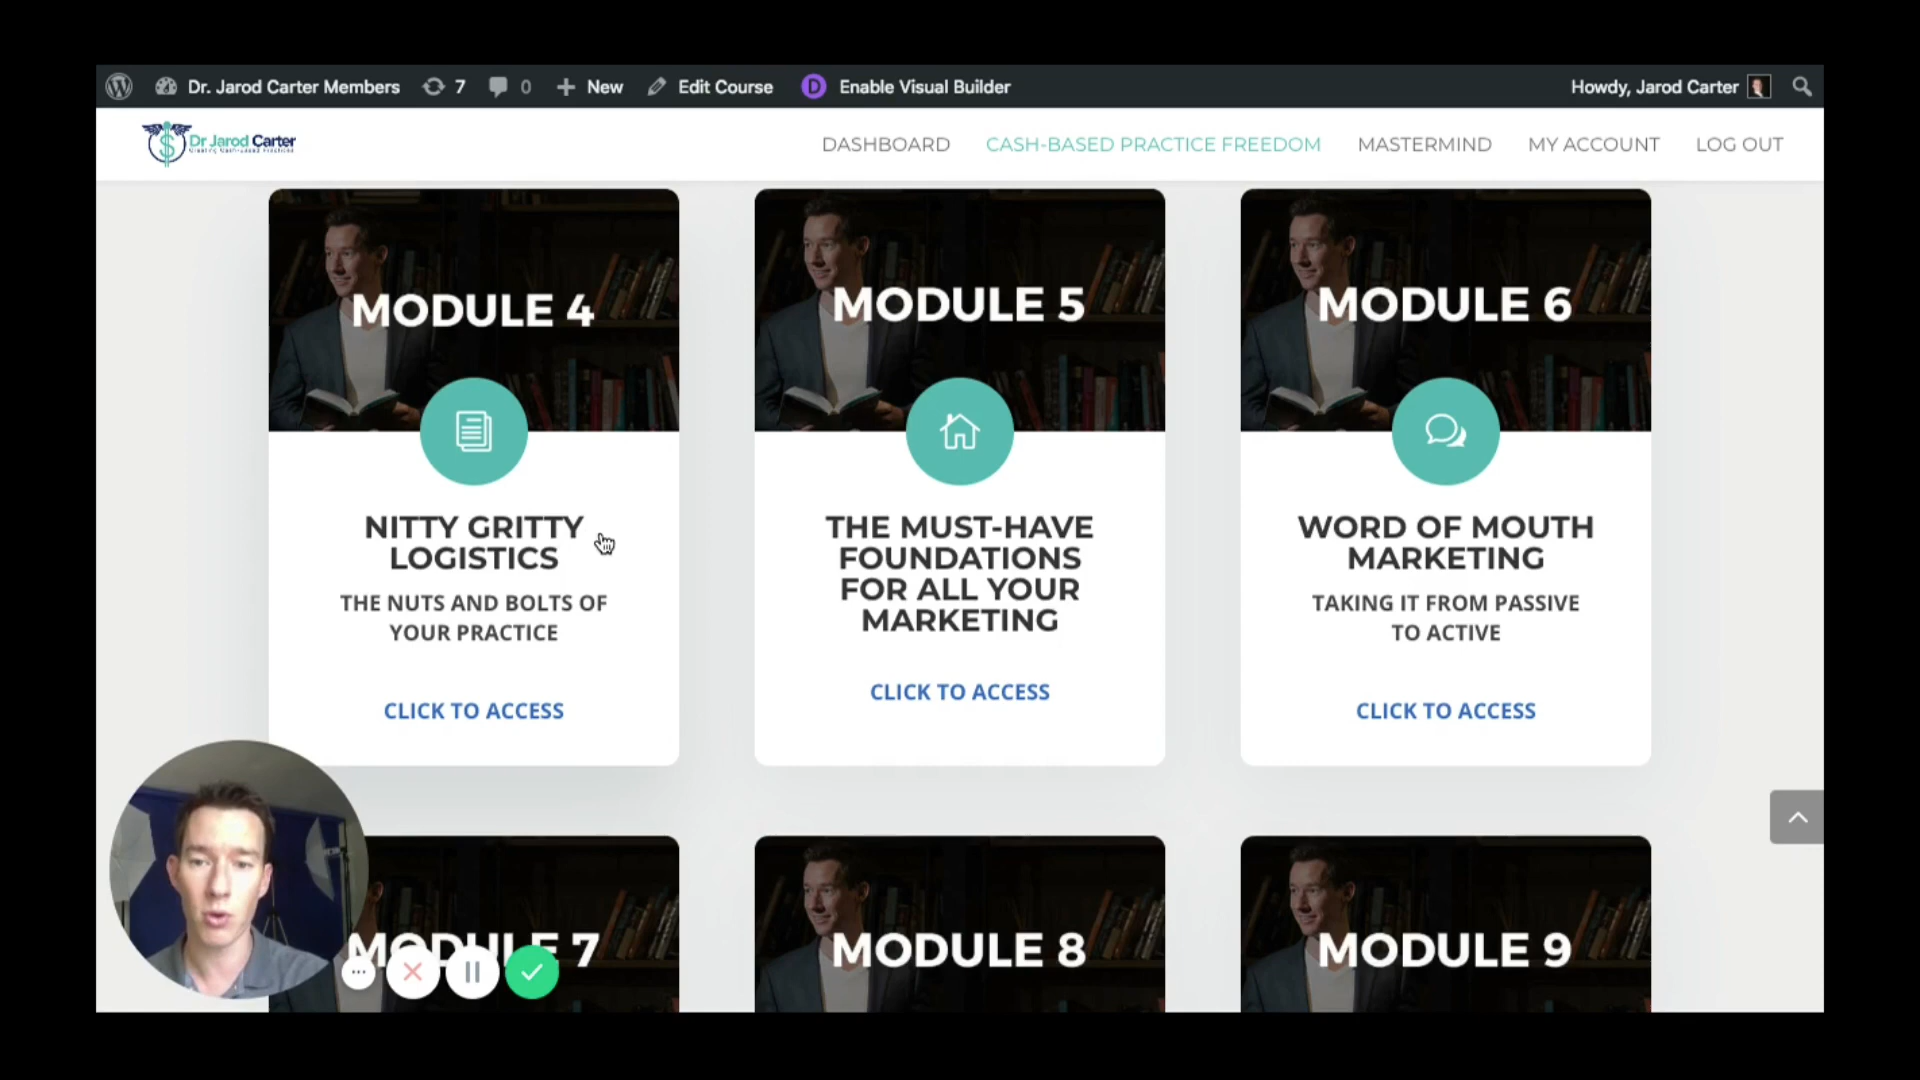 Dr. Jarod Carter Members 7 0 New Edit Course D Enable Visual Builder Howdy, Jarod Carter
Dr Jarod Carter
DASHBOARD CASH-BASED PRACTICE FREEDOM MASTERMIND MY ACCOUNT LOG OUT
MODULE 4
NITTY GRITTY
LOGISTICS
THE NUTS AND BOLTS OF
YOUR PRACTICE
CLICK TO ACCESS
MODULE 5
THE MUST-HAVE
FOUNDATIONS
FOR ALL YOUR
MARKETING
CLICK TO ACCESS
MODULE 6
WORD OF MOUTH
MARKETING
TAKING IT FROM PASSIVE
TO ACTIVE
CLICK TO ACCESS
MODULE 7
MODULE 8
MODULE 9